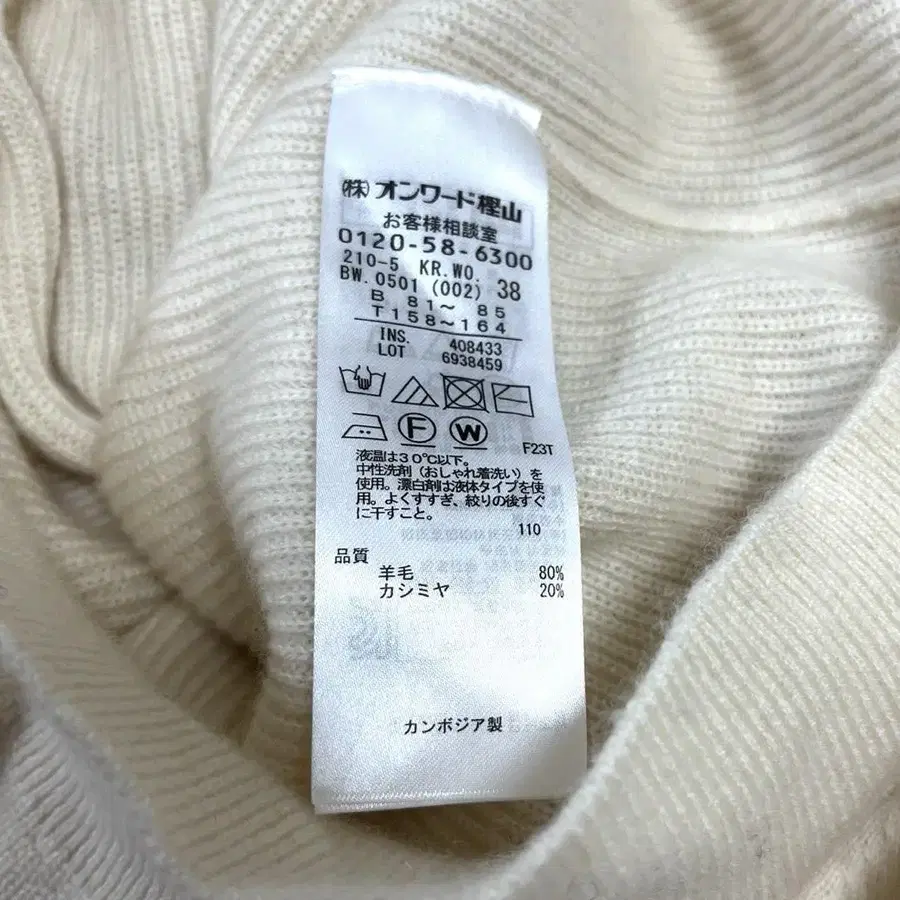 ㈱オンワード樫山
お客様相談室
0120-58-6300
210-5 KR.WO. 38
BW.0501 (002)
B 81～ 85
T158～164
INS. 408433
LOT 6938459
F
W
F23T
液温は30℃以下。
中性洗剤（おしゃれ着洗い）を
使用。漂白剤は液体タイプを使
用。よくすすぎ、絞りの後すぐ
に干すこと。
110
品質
羊毛 80%
カシミヤ 20%
カンボジア製